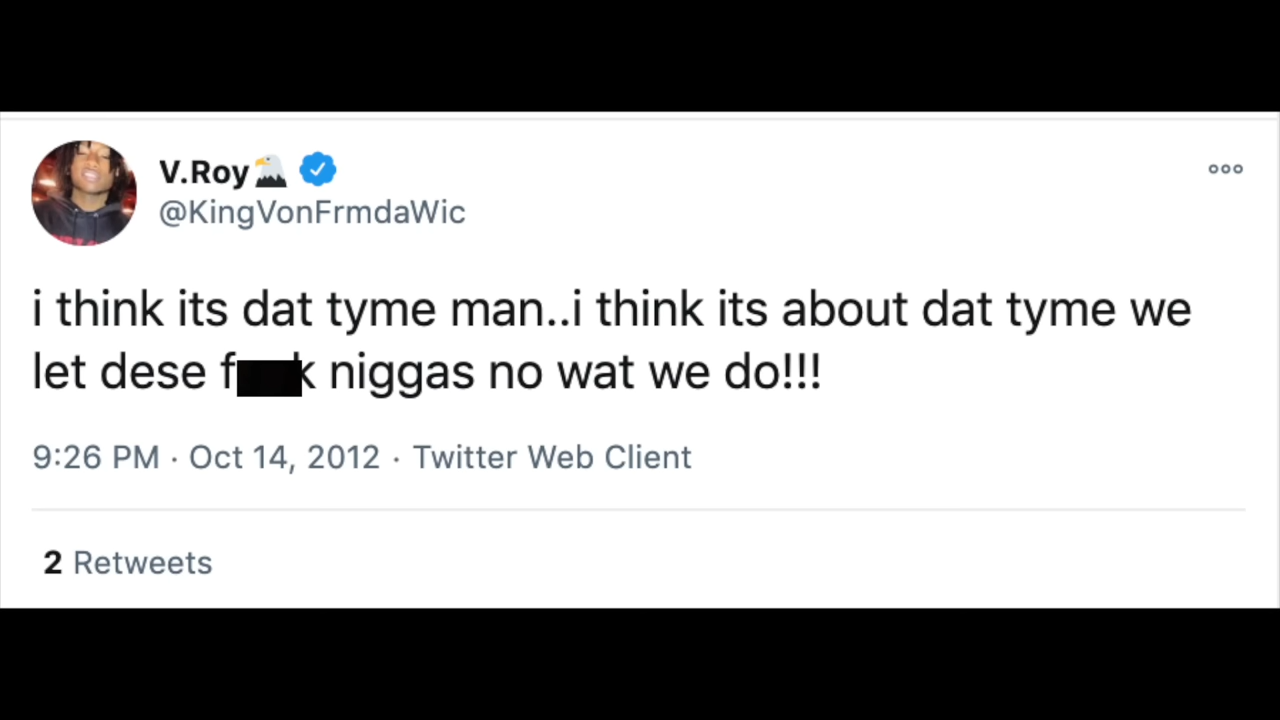 V.Roy🦅
@KingVonFrmdaWic
i think its dat tyme man..i think its about dat tyme we
let dese f k niggas no wat we do!!!
9:26 PM · Oct 14, 2012 · Twitter Web Client
2 Retweets